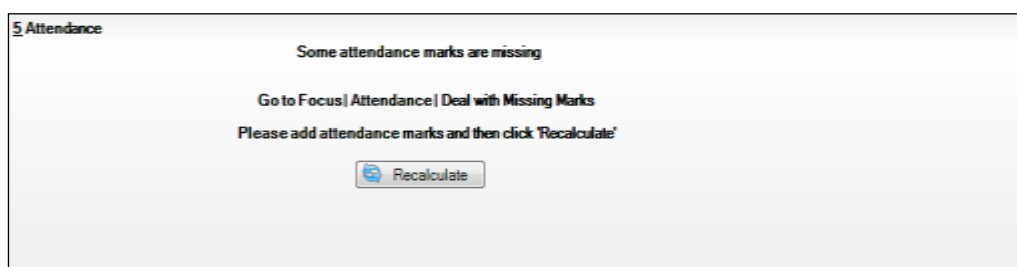 5 Attendance
Some attendance marks are missing
Go to Focus | Attendance | Deal with Missing Marks
Please add attendance marks and then click 'Recalculate'
Recalculate